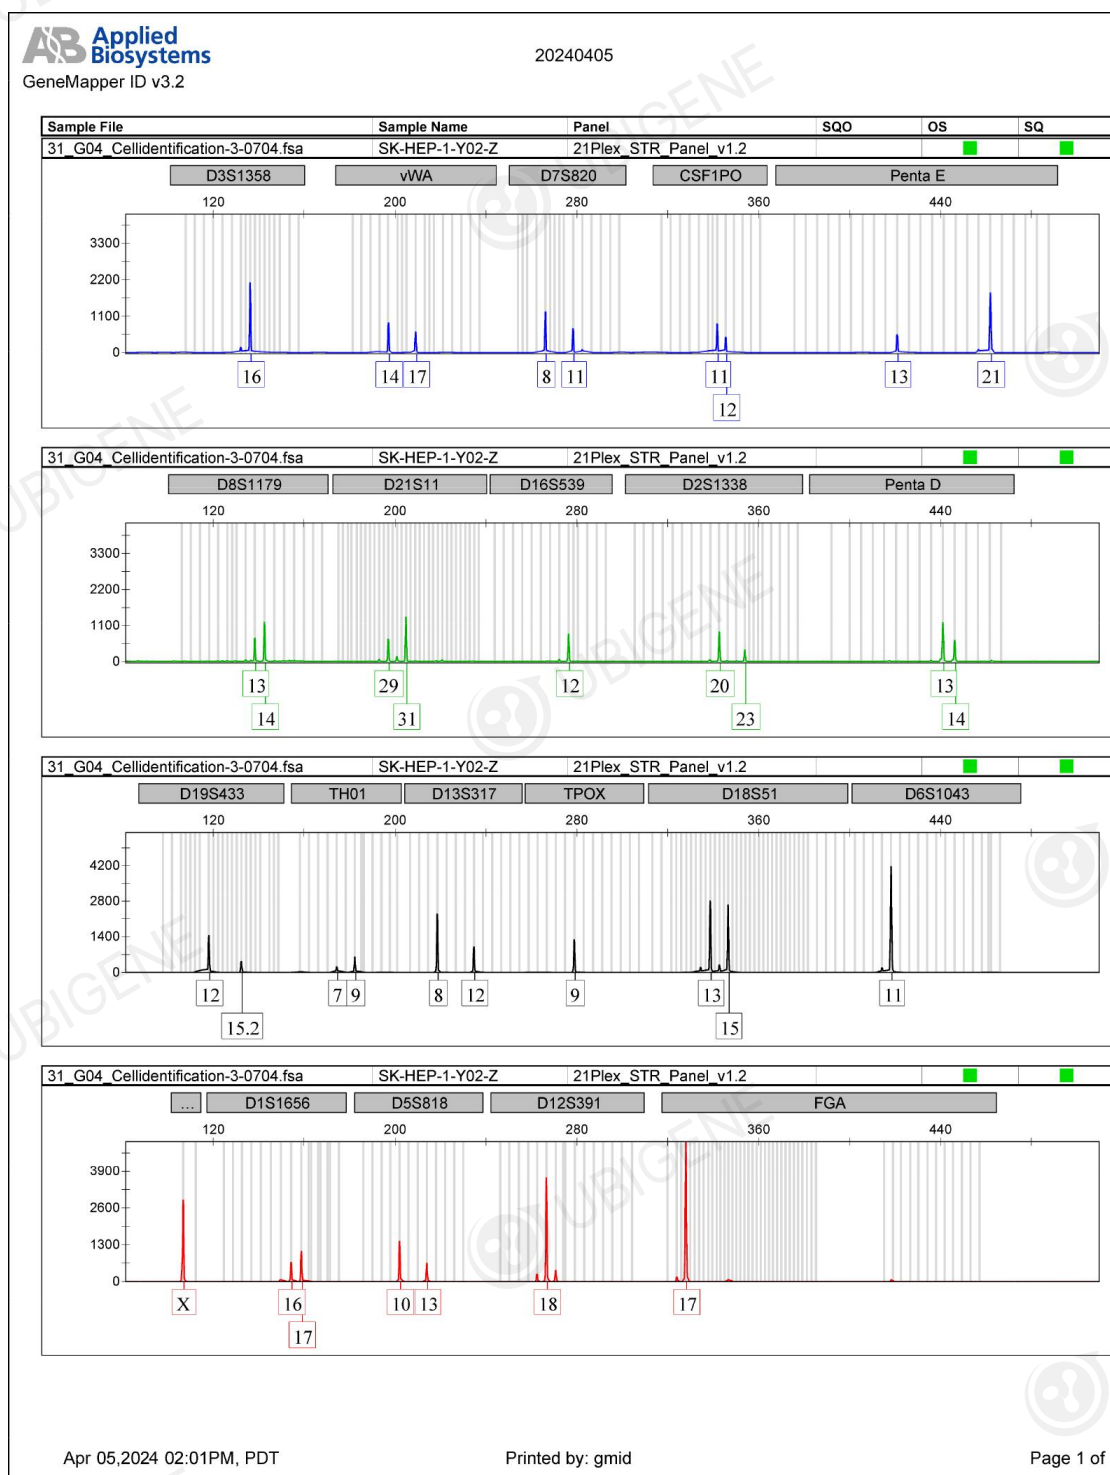 AB Applied
Biosystems
20240405
GeneMapper ID v3.2
Sample File Sample Name Panel SQO OS SQ
31_G04_Cellidentification-3-0704.fsa SK-HEP-1-Y02-Z 21Plex_STR_Panel_v1.2
D3S1358 vWA D7S820 CSF1PO Penta E
120 200 280 360 440
3300
2200
1100
0
16 14 17 8 11 11 13 21
12
31_G04_Cellidentification-3-0704.fsa SK-HEP-1-Y02-Z 21Plex_STR_Panel_v1.2
D8S1179 D21S11 D16S539 D2S1338 Penta D
120 200 280 360 440
3300
2200
1100
0
13 29 12 20 13
14 31 23 14
31_G04_Cellidentification-3-0704.fsa SK-HEP-1-Y02-Z 21Plex_STR_Panel_v1.2
D19S433 TH01 D13S317 TPOX D18S51 D6S1043
120 200 280 360 440
4200
2800
1400
0
12 7 9 8 12 9 13 11
15.2 15
31_G04_Cellidentification-3-0704.fsa SK-HEP-1-Y02-Z 21Plex_STR_Panel_v1.2
... D1S1656 D5S818 D12S391 FGA
120 200 280 360 440
3900
2600
1300
0
X 16 10 13 18 17
17
Apr 05,2024 02:01PM, PDT Printed by: gmid Page 1 of
UBIGENE
UBIGENE
UBIGENE
UBIGENE
UBIGENE